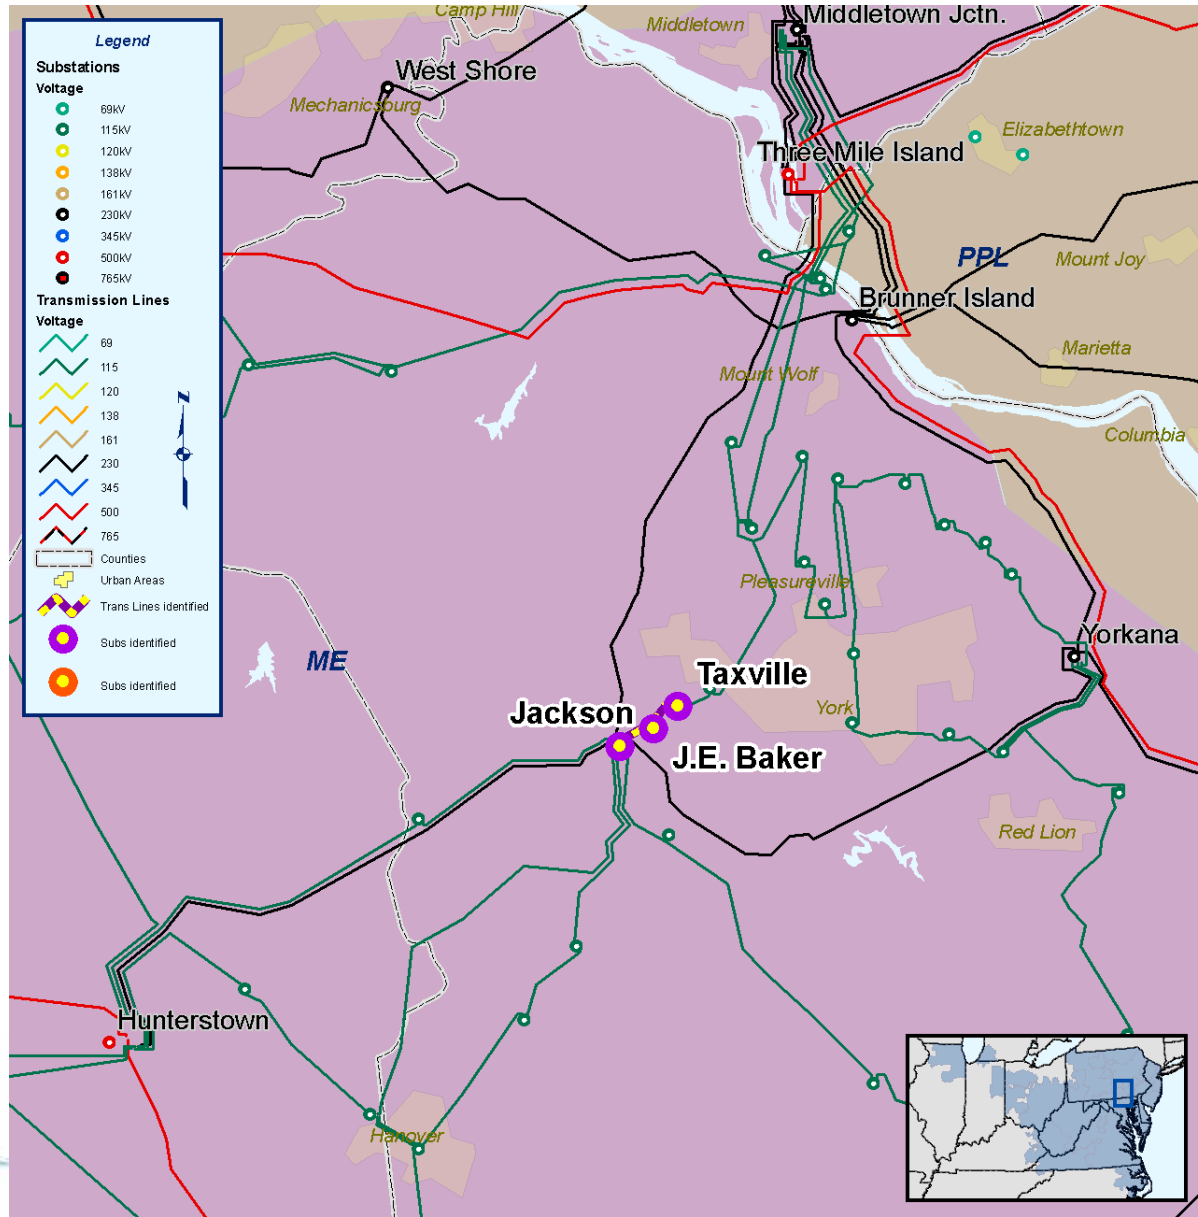 Legend
Substations
Voltage
69kV
115kV
120kV
138kV
161kV
230kV
345kV
500kV
765kV
Transmission Lines
Voltage
69
115
120
138
161
230
345
500
765
Counties
Urban Areas
Trans Lines identified
Subs identified
Subs identified
N
Camp Hill
Middletown
Middletown Jctn.
West Shore
Mechanicsburg
Elizabethtown
Three Mile Island
PPL
Mount Joy
Brunner Island
Marietta
Mount Wolf
Columbia
Pleasureville
Yorkana
ME
Taxville
Jackson
York
J.E. Baker
Red Lion
Hunterstown
Hanover